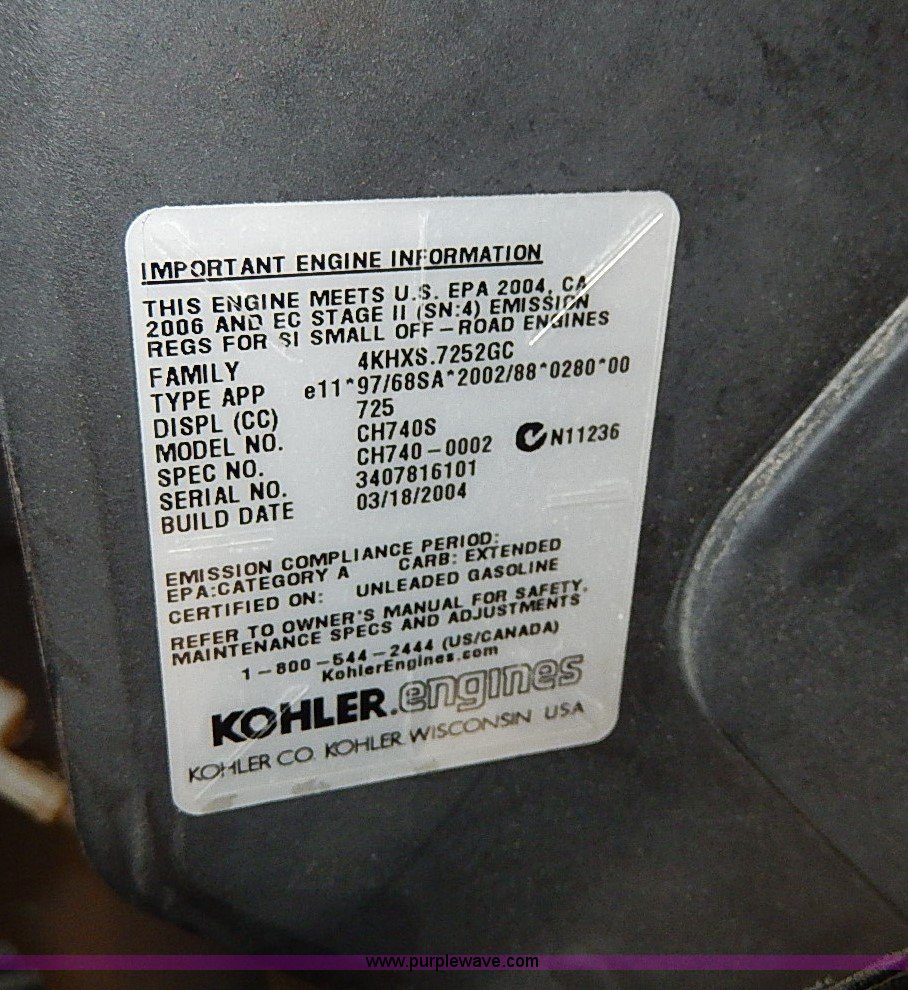 IMPORTANT ENGINE INFORMATION
THIS ENGINE MEETS U.S. EPA 2004, CA
2006 AND EC STAGE II (SN:4) EMISSION
REGS FOR SI SMALL OFF-ROAD ENGINES
FAMILY 4KHXS.7252GC
TYPE APP e11*97/68SA*2002/88*0280*00
DISPL (CC) 725
MODEL NO. CH740S
SPEC NO. CH740-0002 N11236
SERIAL NO. 3407816101
BUILD DATE 03/18/2004
EMISSION COMPLIANCE PERIOD:
EPA:CATEGORY A CARB: EXTENDED
CERTIFIED ON: UNLEADED GASOLINE
REFER TO OWNER'S MANUAL FOR SAFETY,
MAINTENANCE SPECS AND ADJUSTMENTS
1-800-544-2444 (US/CANADA)
KohlerEngines.com
KOHLER.engines
KOHLER CO. KOHLER, WISCONSIN USA
www.purplewave.com